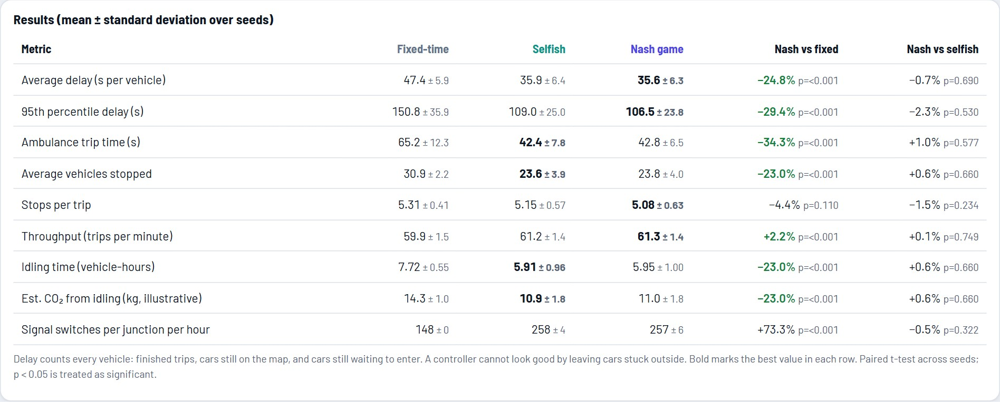 Results (mean ± standard deviation over seeds)
Metric Fixed-time Selfish Nash game Nash vs fixed Nash vs selfish
Average delay (s per vehicle) 47.4 ± 5.9 35.9 ± 6.4 35.6 ± 6.3 −24.8% p=<0.001 −0.7% p=0.690
95th percentile delay (s) 150.8 ± 35.9 109.0 ± 25.0 106.5 ± 23.8 −29.4% p=<0.001 −2.3% p=0.530
Ambulance trip time (s) 65.2 ± 12.3 42.4 ± 7.8 42.8 ± 6.5 −34.3% p=<0.001 +1.0% p=0.577
Average vehicles stopped 30.9 ± 2.2 23.6 ± 3.9 23.8 ± 4.0 −23.0% p=<0.001 +0.6% p=0.660
Stops per trip 5.31 ± 0.41 5.15 ± 0.57 5.08 ± 0.63 −4.4% p=0.110 −1.5% p=0.234
Throughput (trips per minute) 59.9 ± 1.5 61.2 ± 1.4 61.3 ± 1.4 +2.2% p=<0.001 +0.1% p=0.749
Idling time (vehicle-hours) 7.72 ± 0.55 5.91 ± 0.96 5.95 ± 1.00 −23.0% p=<0.001 +0.6% p=0.660
Est. CO₂ from idling (kg, illustrative) 14.3 ± 1.0 10.9 ± 1.8 11.0 ± 1.8 −23.0% p=<0.001 +0.6% p=0.660
Signal switches per junction per hour 148 ± 0 258 ± 4 257 ± 6 +73.3% p=<0.001 −0.5% p=0.322
Delay counts every vehicle: finished trips, cars still on the map, and cars still waiting to enter. A controller cannot look good by leaving cars stuck outside. Bold marks the best value in each row. Paired t-test across seeds;
p < 0.05 is treated as significant.